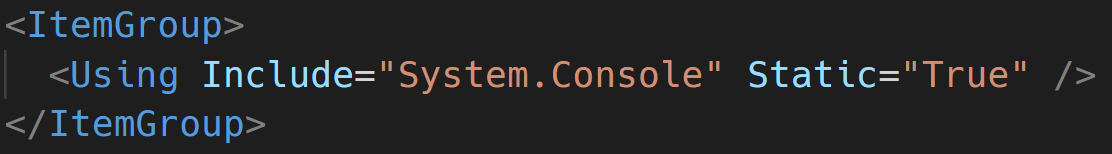 <ItemGroup>
  <Using Include="System.Console" Static="True" />
</ItemGroup>